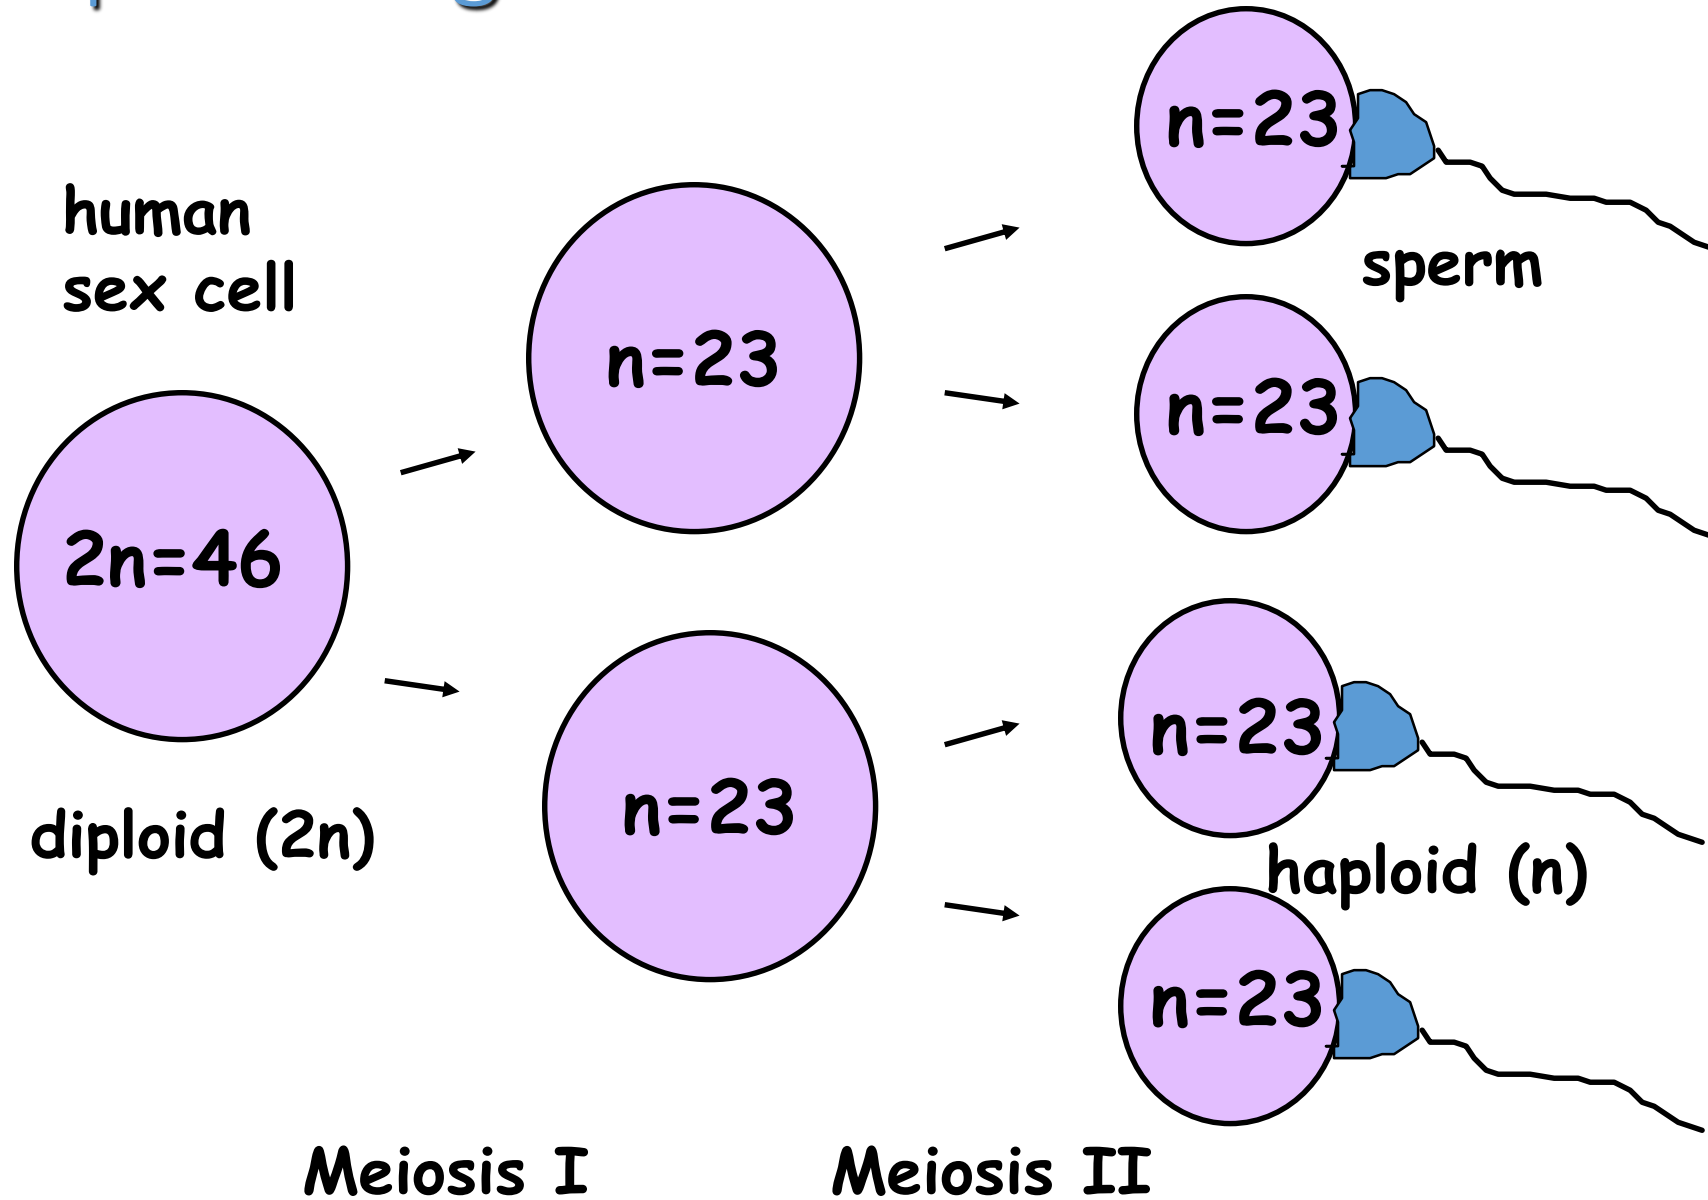 human
sex cell
2n=46
diploid (2n)
n=23
n=23
n=23
sperm
n=23
n=23
haploid (n)
n=23
Meiosis I
Meiosis II